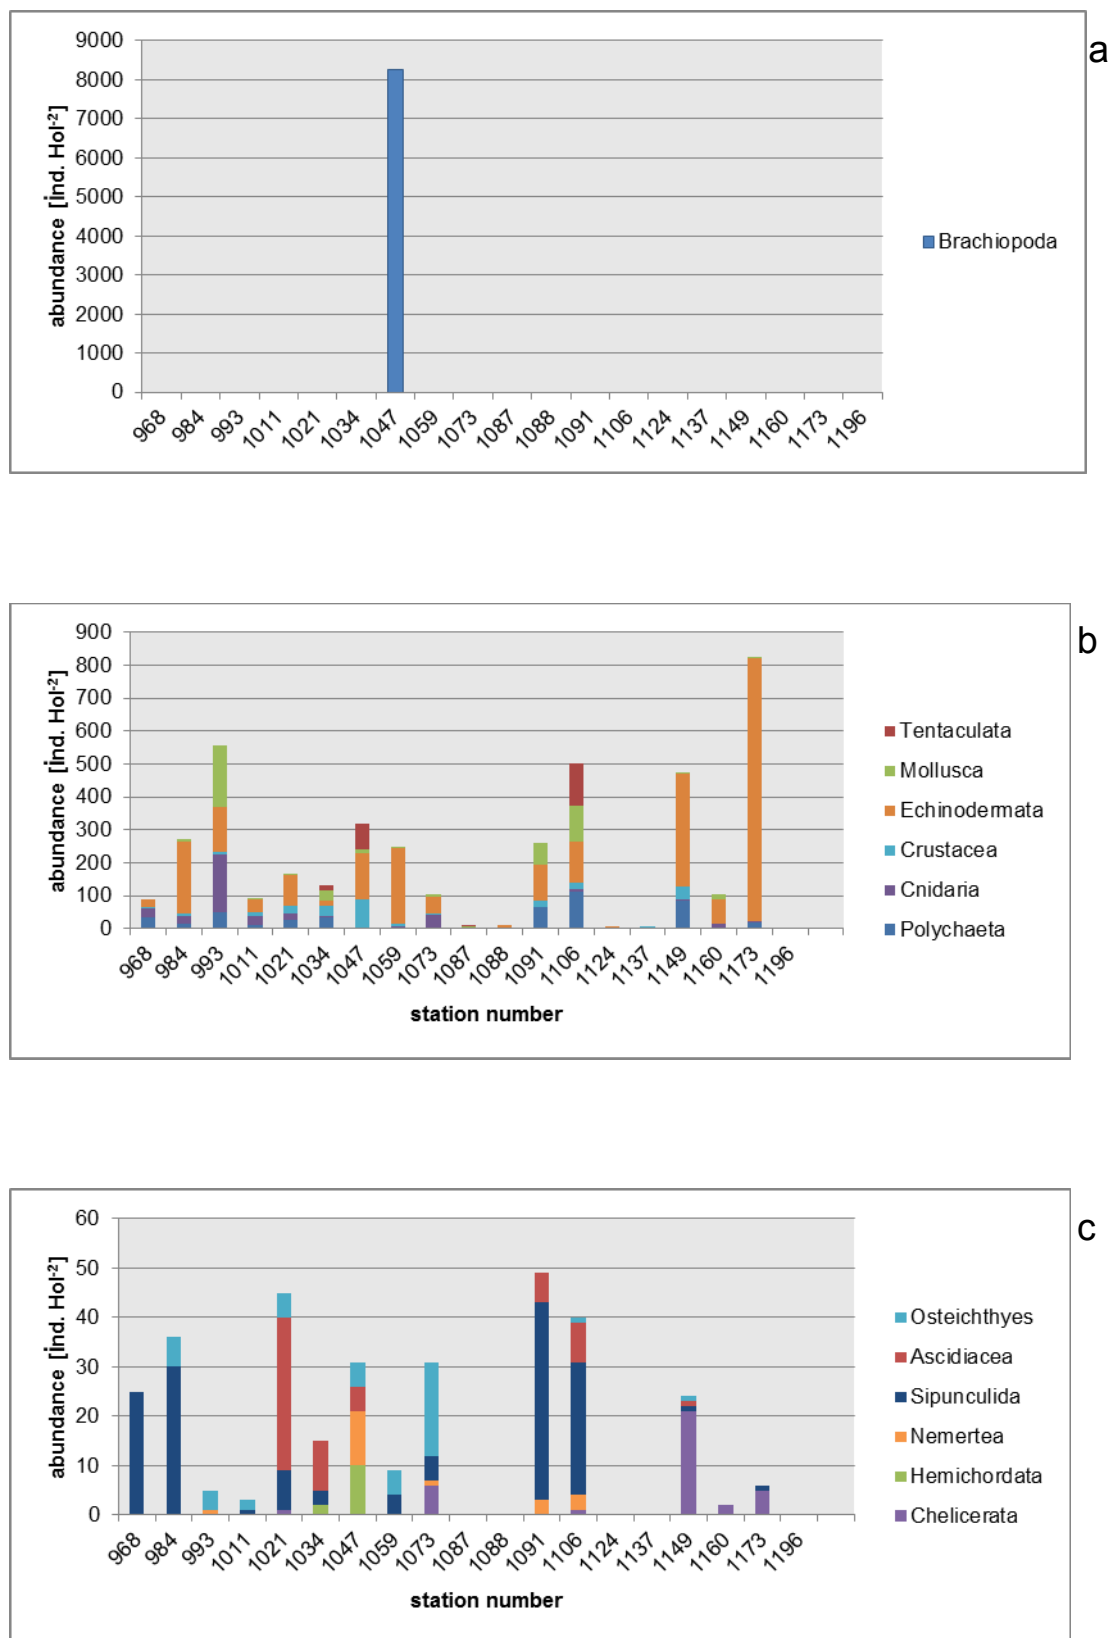 a
abundance [ind. Hol-2]
9000
8000
7000
6000
5000
4000
3000
2000
1000
0
968 984 993 1011 1021 1034 1047 1059 1073 1087 1088 1091 1106 1124 1137 1149 1160 1173 1196
Brachiopoda
b
abundance [ind. Hol-2]
900
800
700
600
500
400
300
200
100
0
968 984 993 1011 1021 1034 1047 1059 1073 1087 1088 1091 1106 1124 1137 1149 1160 1173 1196
station number
Tentaculata
Mollusca
Echinodermata
Crustacea
Cnidaria
Polychaeta
c
abundance [ind. Hol-2]
60
50
40
30
20
10
0
968 984 993 1011 1021 1034 1047 1059 1073 1087 1088 1091 1106 1124 1137 1149 1160 1173 1196
station number
Osteichthyes
Ascidiacea
Sipunculida
Nemertea
Hemichordata
Chelicerata